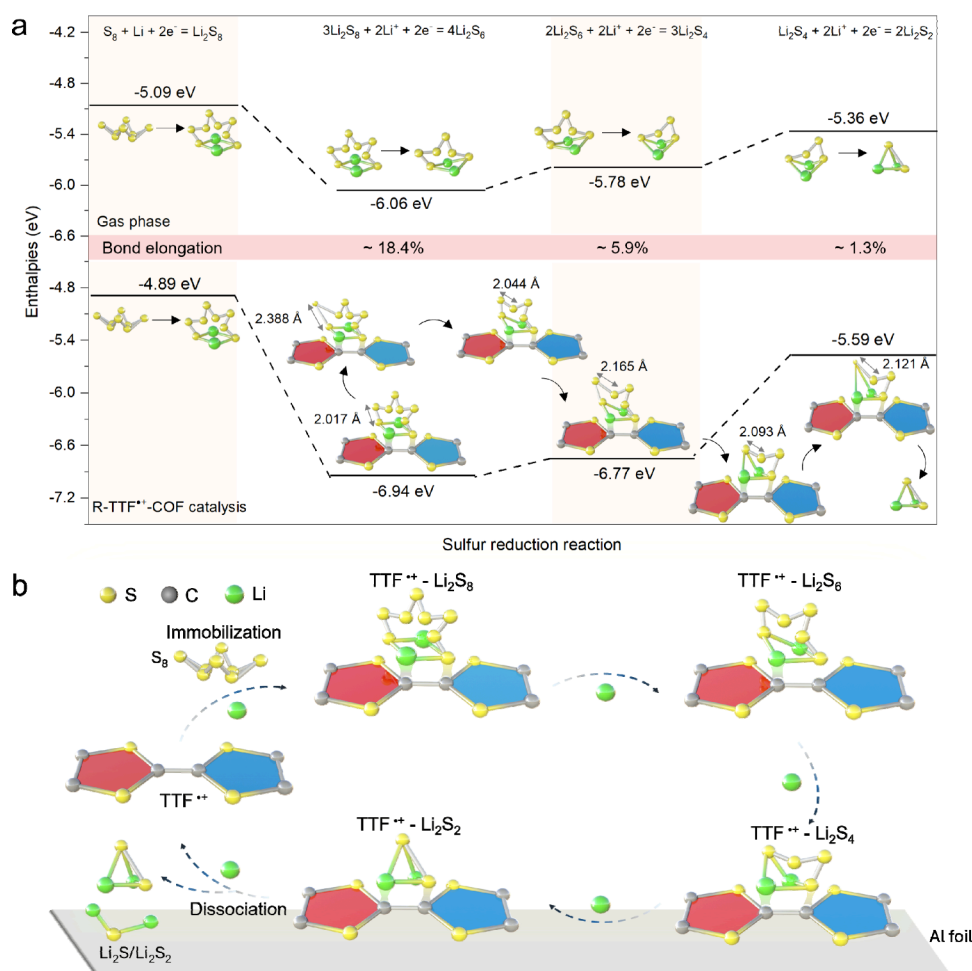 a
S₈ + Li + 2e⁻ = Li₂S₈
3Li₂S₈ + 2Li⁺ + 2e⁻ = 4Li₂S₆
2Li₂S₆ + 2Li⁺ + 2e⁻ = 3Li₂S₄
Li₂S₄ + 2Li⁺ + 2e⁻ = 2Li₂S₂
Enthalpies (eV)
-4.2
-4.8
-5.4
-6.0
-6.6
-4.8
-5.4
-6.0
-6.6
-7.2
-5.09 eV
-6.06 eV
-5.78 eV
-5.36 eV
Gas phase
Bond elongation
~ 18.4%
~ 5.9%
~ 1.3%
-4.89 eV
2.388 Å
2.017 Å
-6.94 eV
2.044 Å
2.165 Å
-6.77 eV
2.093 Å
-5.59 eV
2.121 Å
R-TTF•⁺-COF catalysis
Sulfur reduction reaction
b
S
C
Li
Immobilization
S₈
TTF •⁺ - Li₂S₈
TTF •⁺ - Li₂S₆
TTF •⁺
TTF •⁺ - Li₂S₂
TTF •⁺ - Li₂S₄
Dissociation
Li₂S/Li₂S₂
Al foil